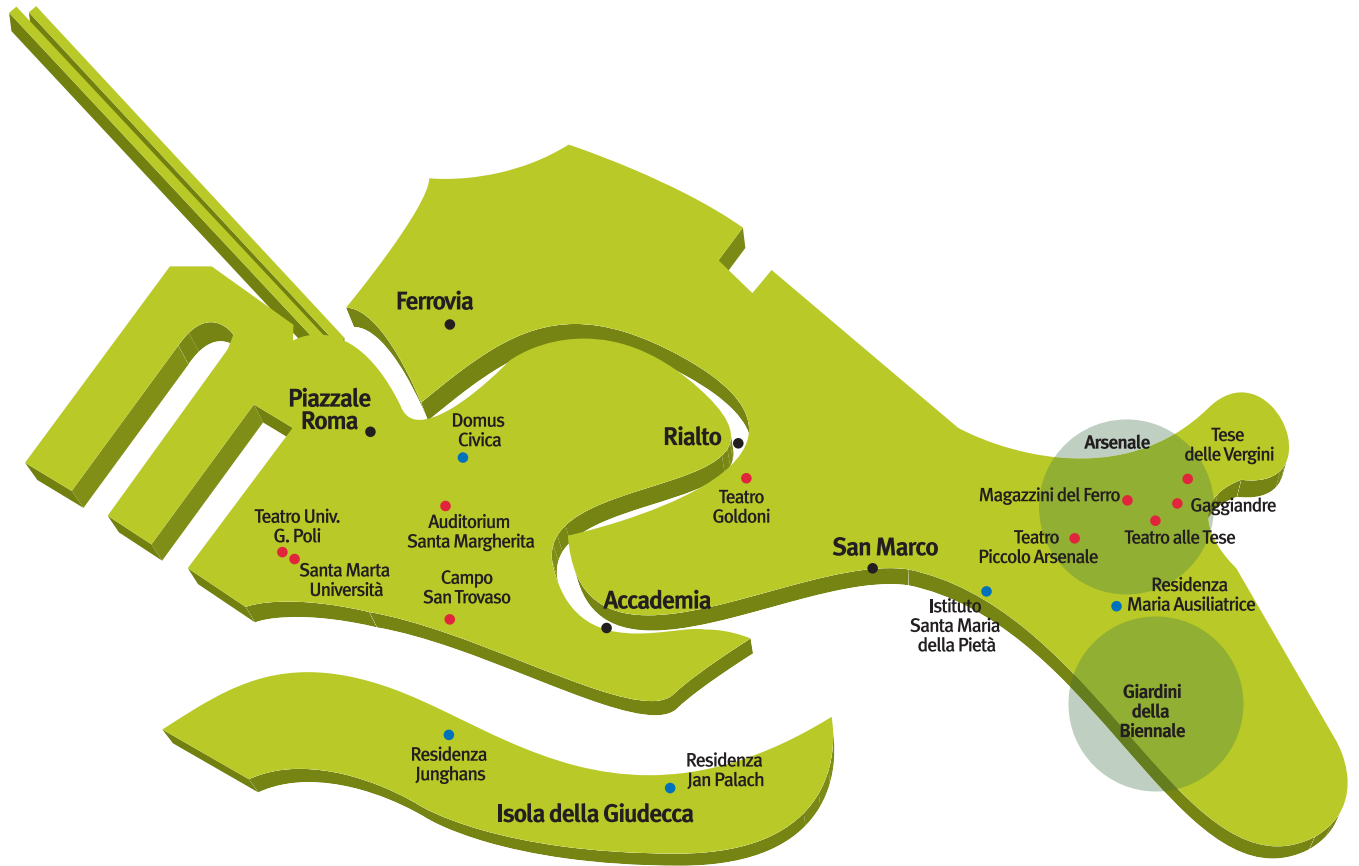 Ferrovia
Piazzale
Roma
Domus
Civica
Rialto
Arsenale
Tese
delle Vergini
Magazzini del Ferro
Gaggiandre
Teatro
Goldoni
Teatro Univ.
G. Poli
Auditorium
Santa Margherita
Teatro
Piccolo Arsenale
Teatro alle Tese
San Marco
Santa Marta
Università
Campo
San Trovaso
Accademia
Istituto
Santa Maria
della Pietà
Residenza
Maria Ausiliatrice
Giardini
della
Biennale
Residenza
Junghans
Residenza
Jan Palach
Isola della Giudecca